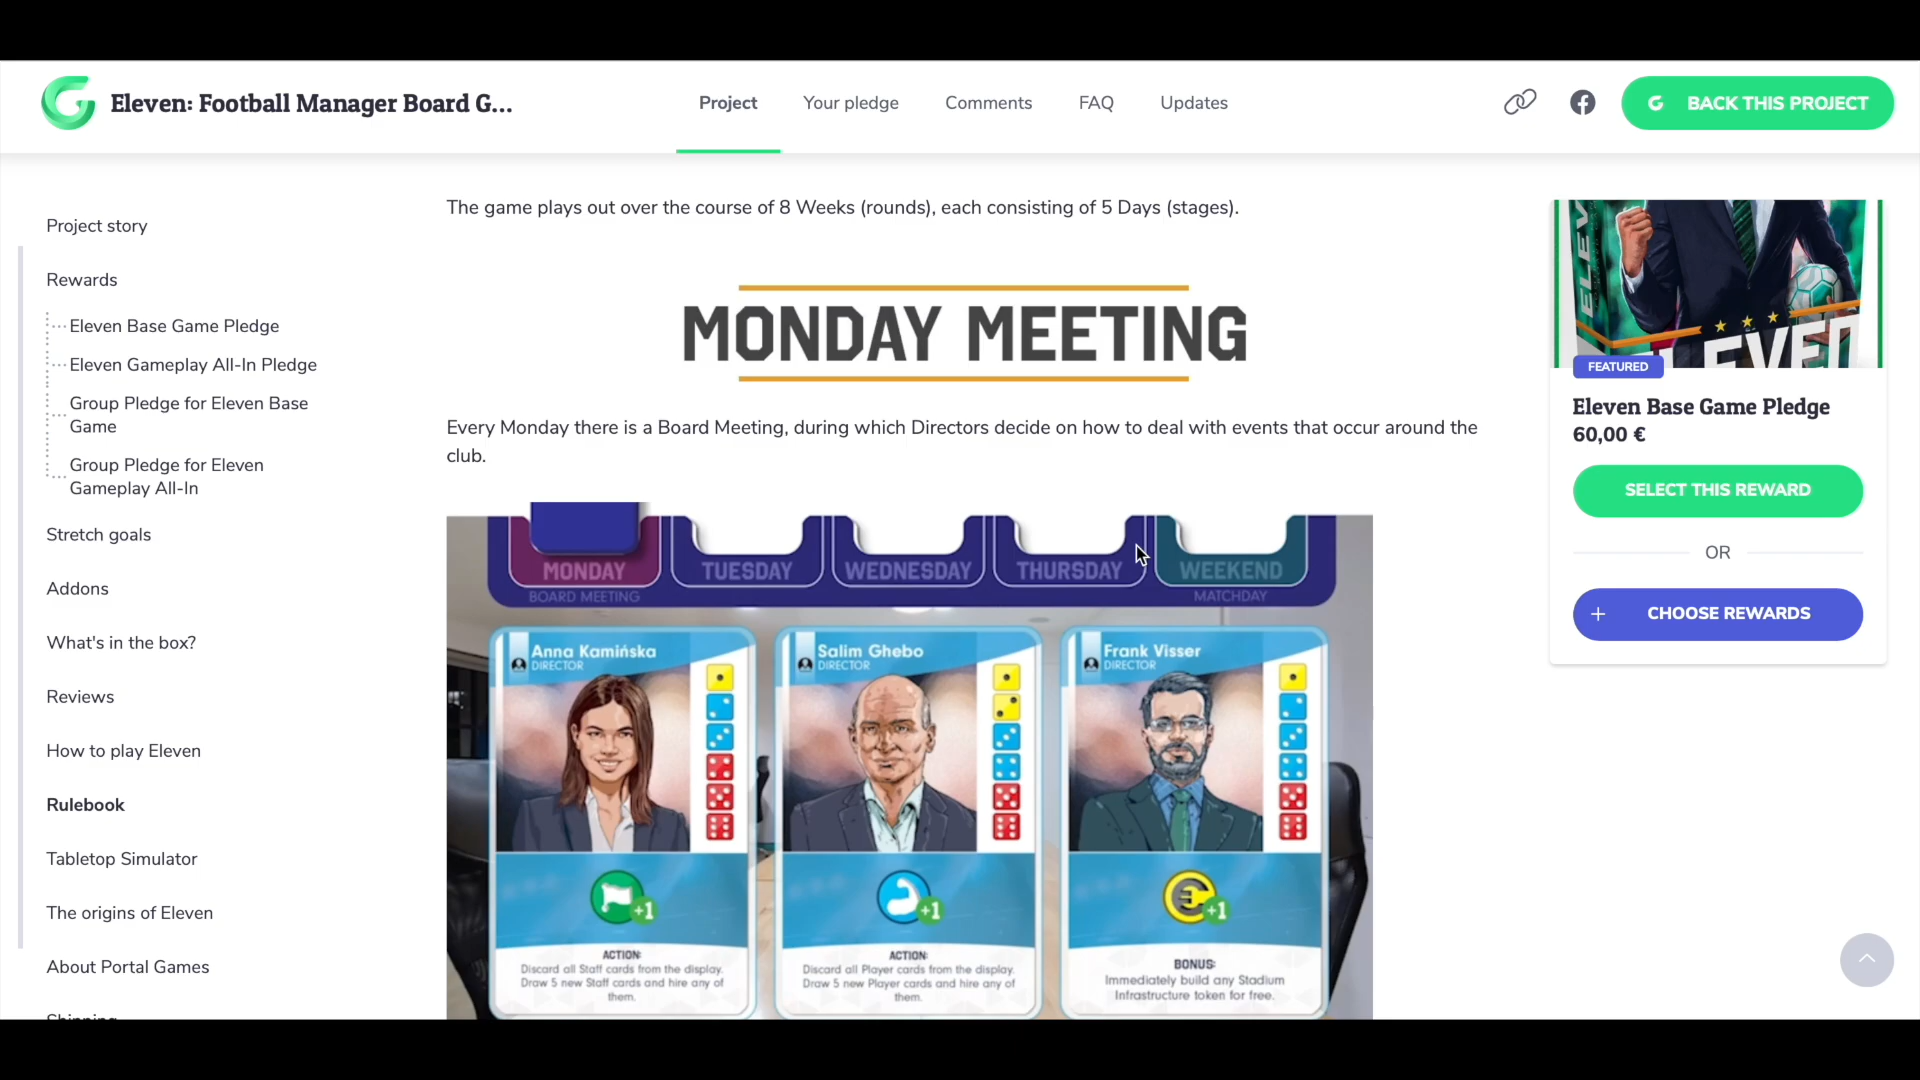 Eleven: Football Manager Board G...
Project
Your pledge
Comments
FAQ
Updates
BACK THIS PROJECT
Project story
Rewards
Eleven Base Game Pledge
Eleven Gameplay All-In Pledge
Group Pledge for Eleven Base
Game
Group Pledge for Eleven
Gameplay All-In
Stretch goals
Addons
What's in the box?
Reviews
How to play Eleven
Rulebook
Tabletop Simulator
The origins of Eleven
About Portal Games
Shipping
The game plays out over the course of 8 Weeks (rounds), each consisting of 5 Days (stages).
MONDAY MEETING
Every Monday there is a Board Meeting, during which Directors decide on how to deal with events that occur around the
club.
MONDAY
TUESDAY
WEDNESDAY
THURSDAY
WEEKEND
BOARD MEETING
MATCHDAY
Anna Kamińska
DIRECTOR
+1
ACTION:
Discard all Staff cards from the display.
Draw 5 new Staff cards and hire any of
them.
Salim Ghebo
DIRECTOR
+1
ACTION:
Discard all Player cards from the display.
Draw 5 new Player cards and hire any of
them.
Frank Visser
DIRECTOR
+1
BONUS:
Immediately build any Stadium
Infrastructure token for free.
ELEVEN
FEATURED
Eleven Base Game Pledge
60,00 €
SELECT THIS REWARD
OR
+ CHOOSE REWARDS